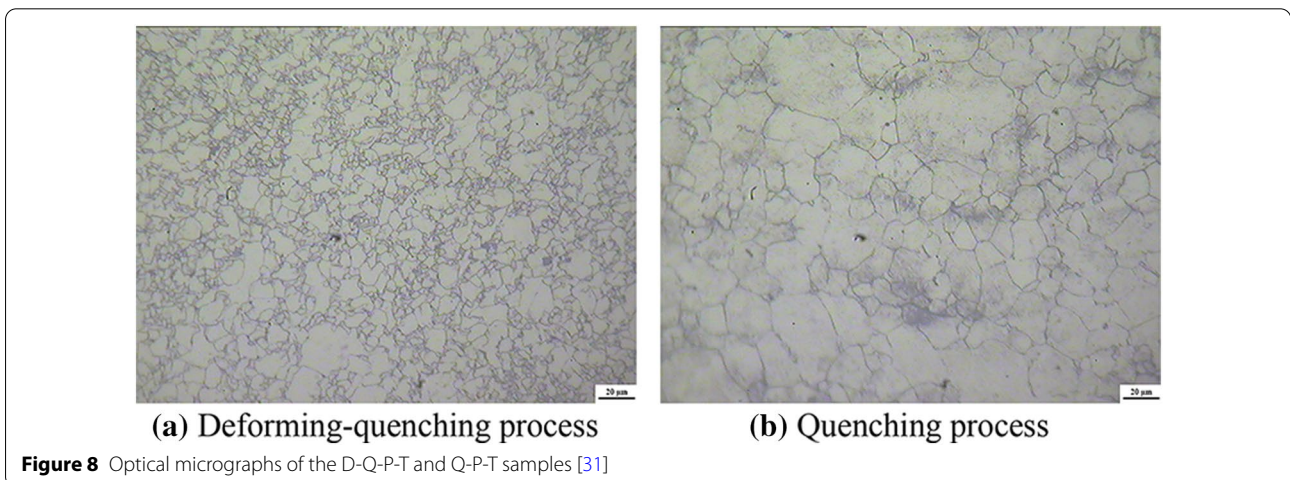 20 μm
20 μm
(a) Deforming-quenching process
(b) Quenching process
Figure 8 Optical micrographs of the D-Q-P-T and Q-P-T samples [31]